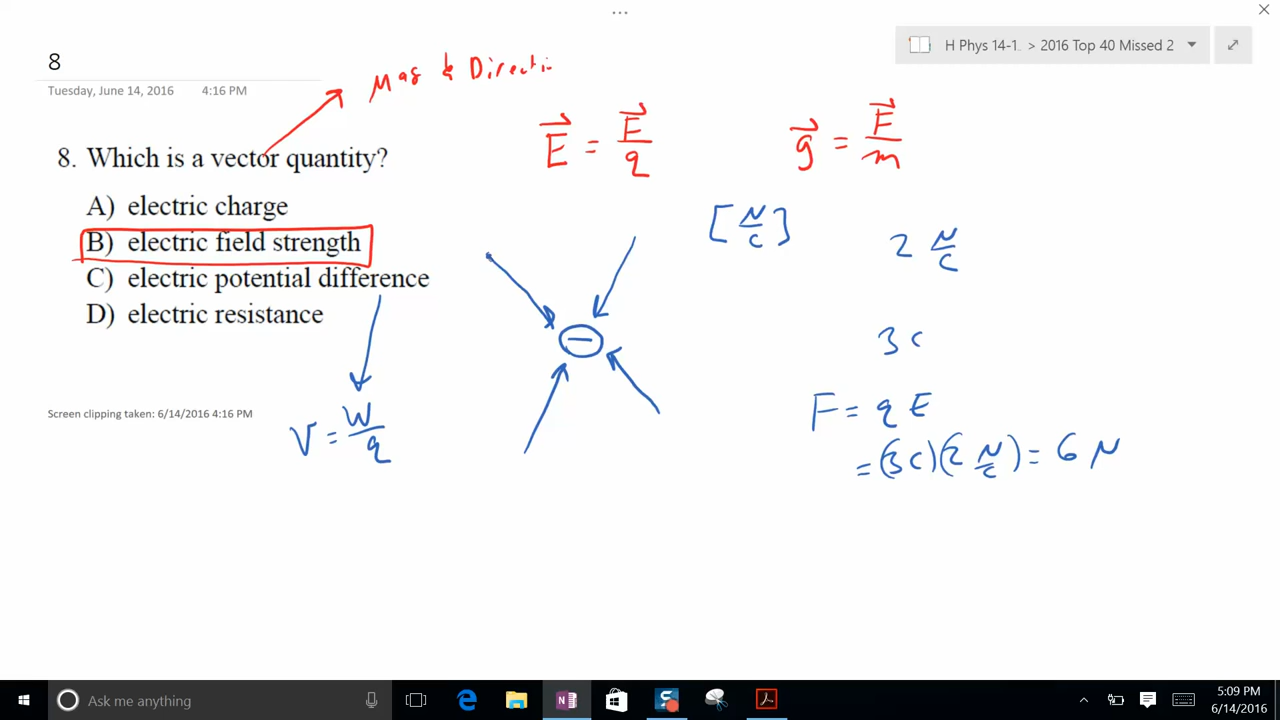 H Phys 14-1. > 2016 Top 40 Missed 2
8
Tuesday, June 14, 2016 4:16 PM
Mag & Directi
E = E/q
g = F/m
8. Which is a vector quantity?
A) electric charge
B) electric field strength
C) electric potential difference
D) electric resistance
[N/C]
2 N/C
3 C
Screen clipping taken: 6/14/2016 4:16 PM
V = W/q
F = q E
= (3C)(2 N/C) = 6 N
Ask me anything
5:09 PM
6/14/2016